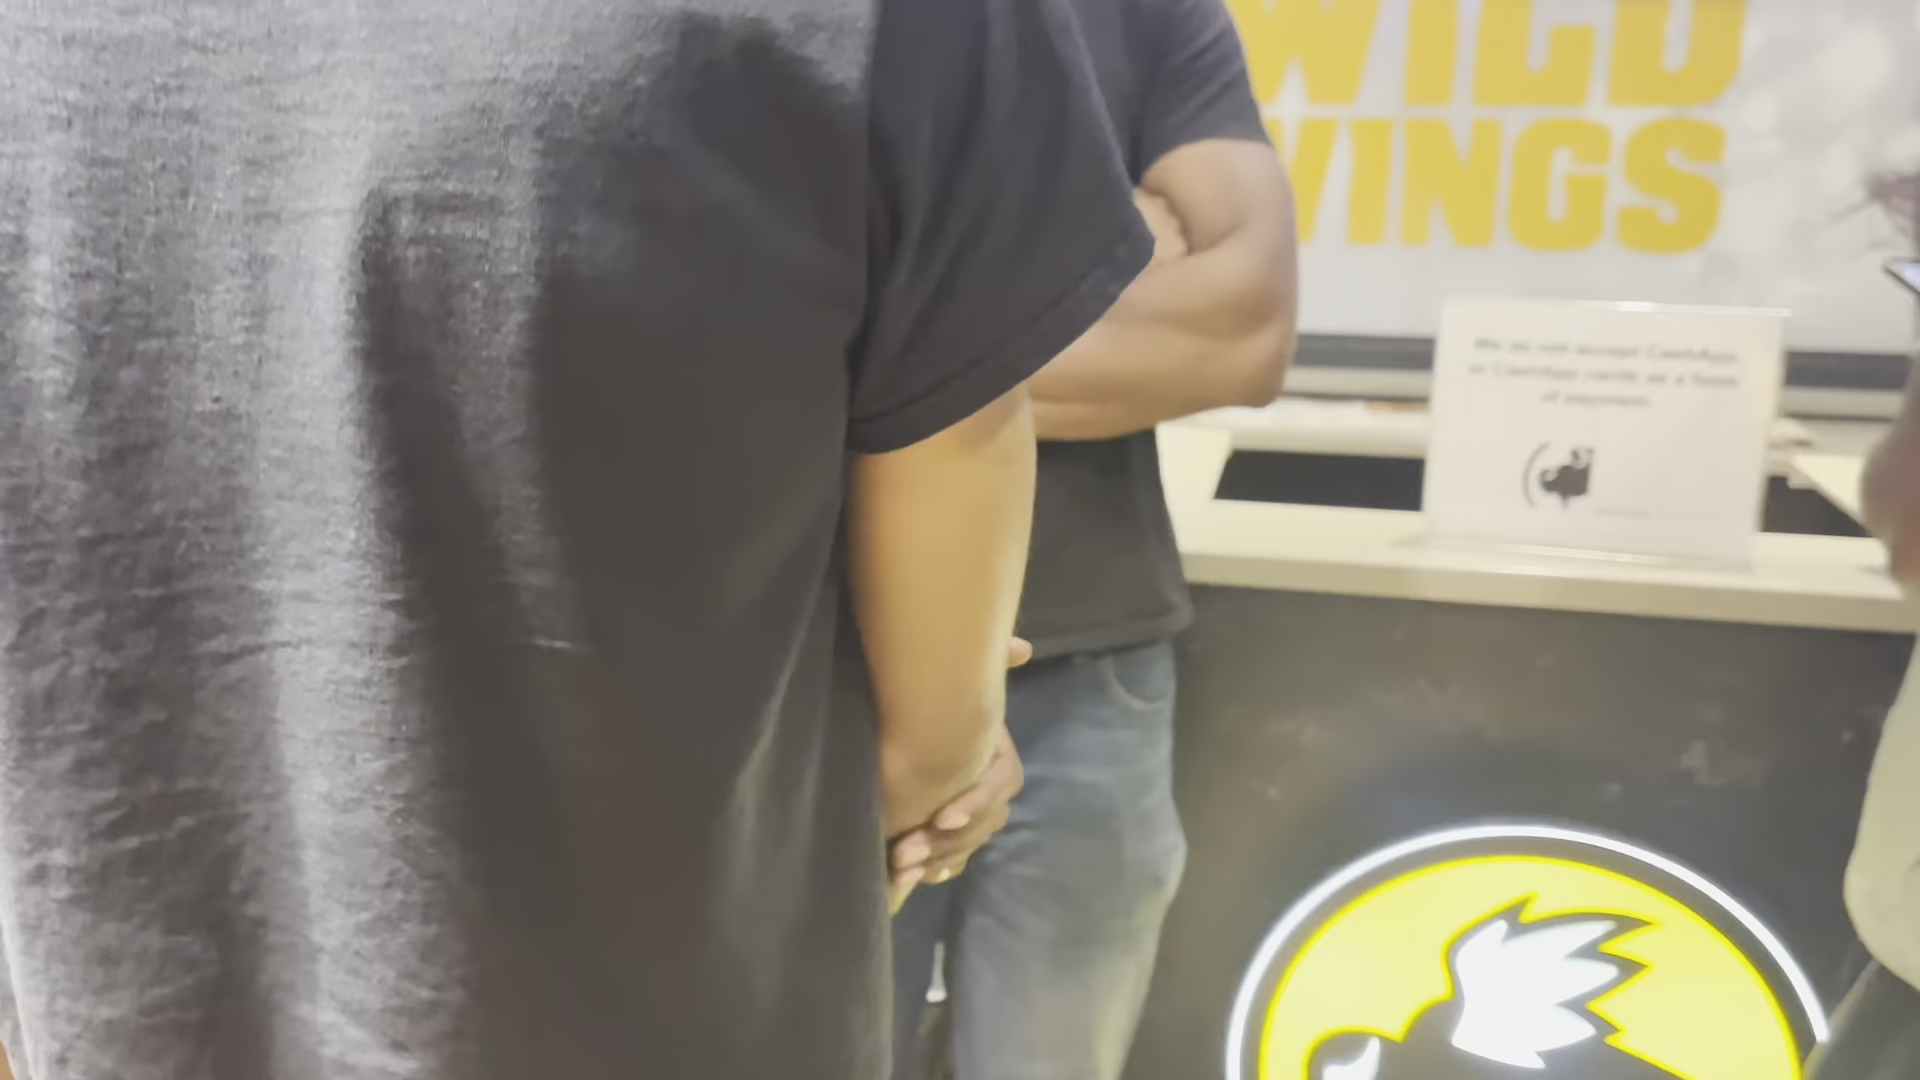 WILD
WINGS
We do not accept CashApp
or CashApp cards as a form
of payment.